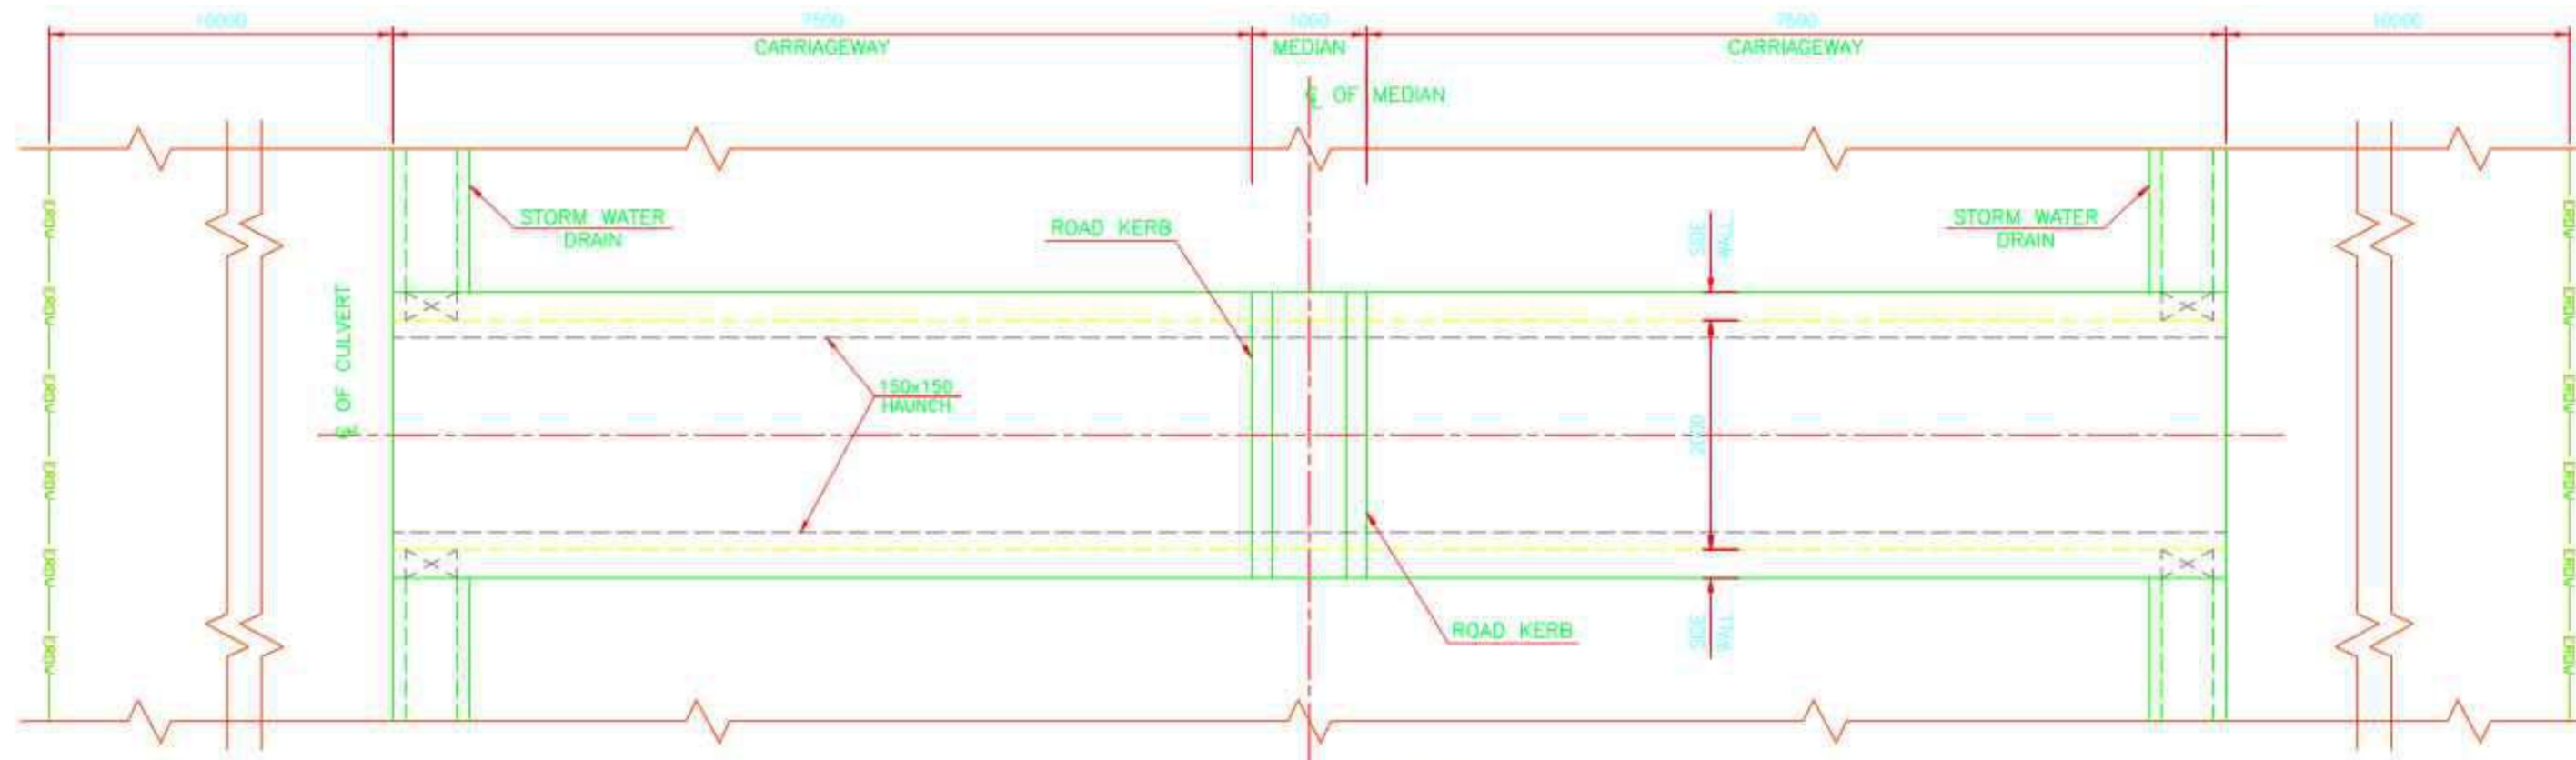 10000
7500
1000
7500
10000
CARRIAGEWAY
MEDIAN
CARRIAGEWAY
℄ OF MEDIAN
STORM WATER
DRAIN
ROAD KERB
SIDE
WALL
STORM WATER
DRAIN
℄ OF CULVERT
150x150
HAUNCH
2000
ROAD KERB
SIDE
WALL